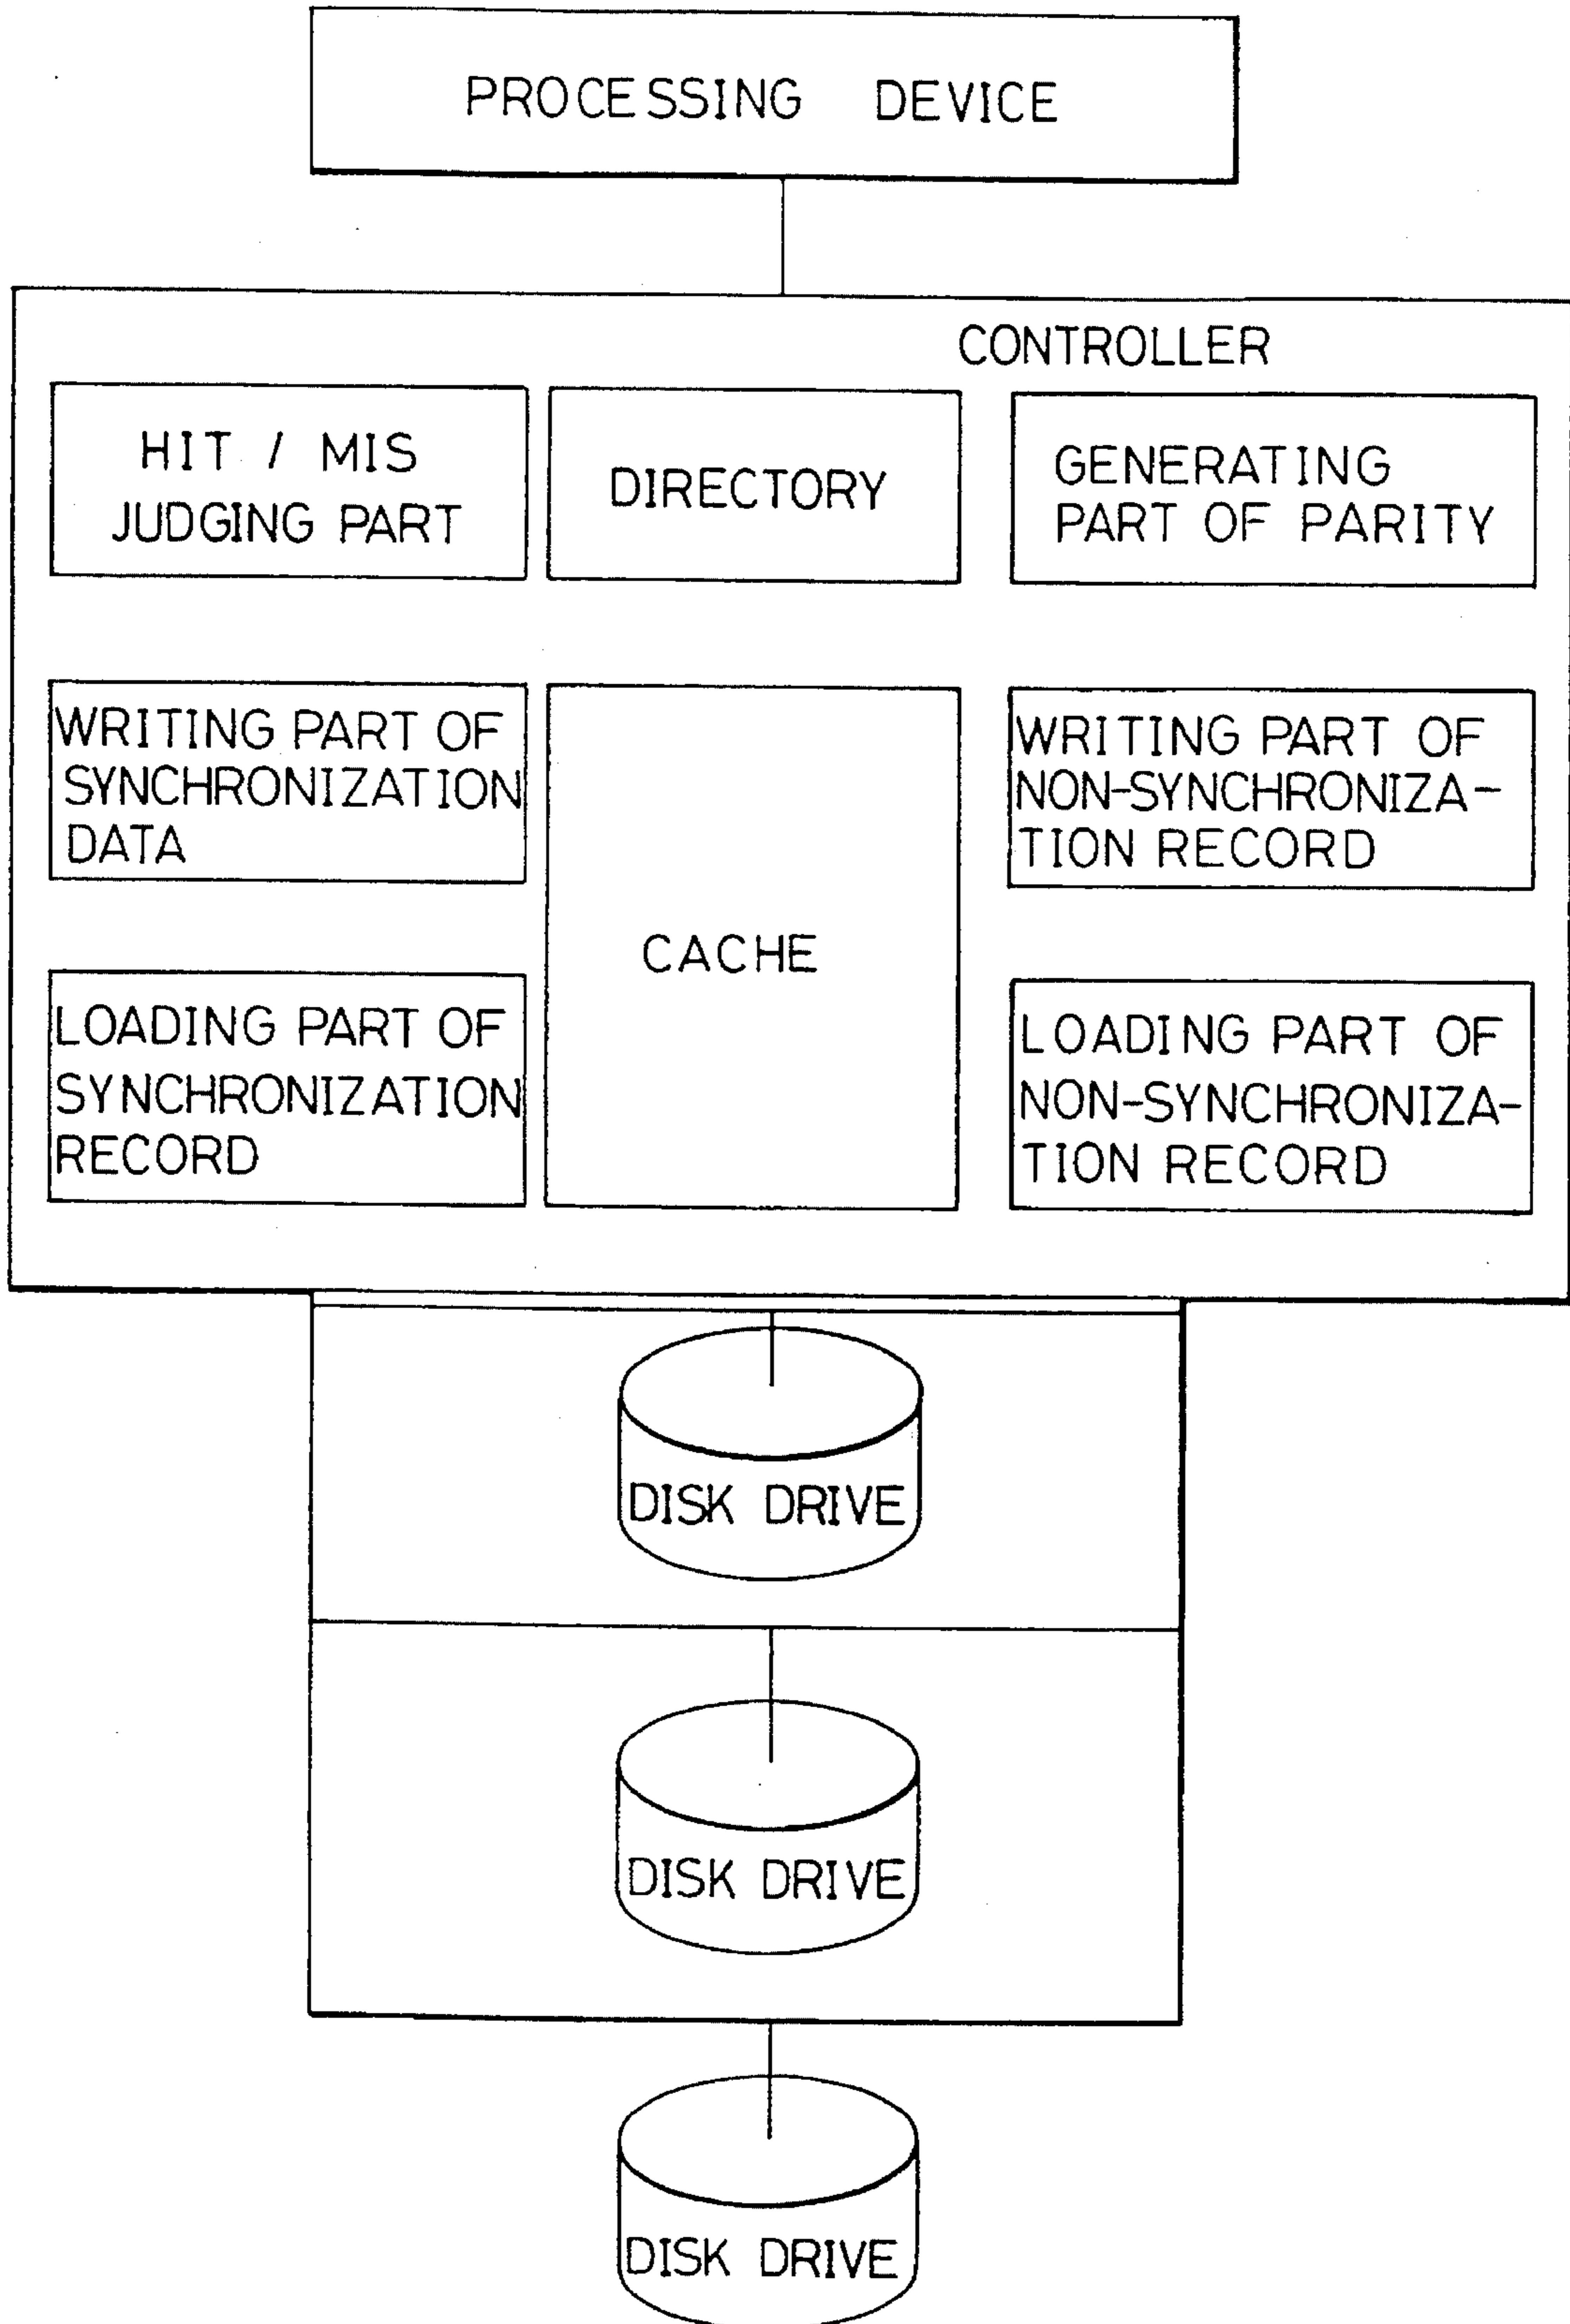 PROCESSING DEVICE
CONTROLLER
HIT / MIS
JUDGING PART
DIRECTORY
GENERATING
PART OF PARITY
WRITING PART OF
SYNCHRONIZATION
DATA
CACHE
WRITING PART OF
NON-SYNCHRONIZA-
TION RECORD
LOADING PART OF
SYNCHRONIZATION
RECORD
LOADING PART OF
NON-SYNCHRONIZA-
TION RECORD
DISK DRIVE
DISK DRIVE
DISK DRIVE